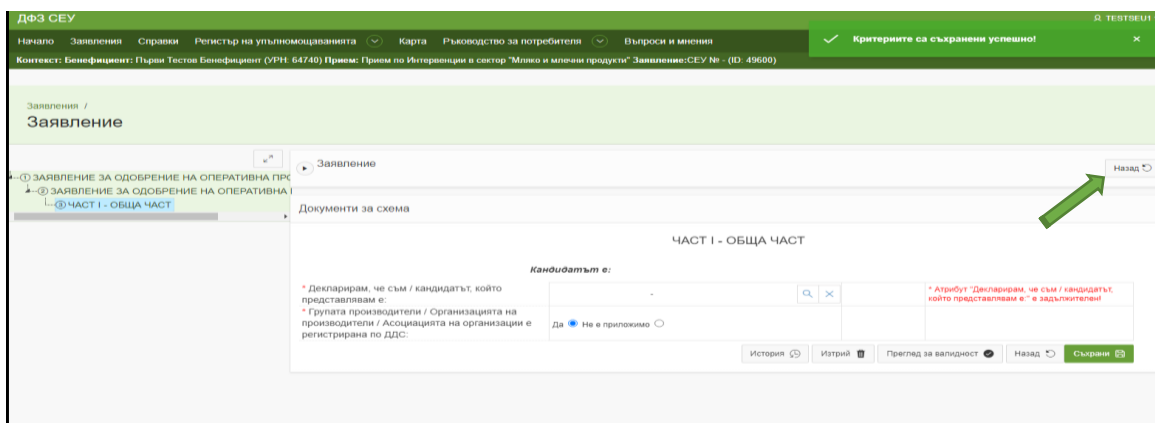 ДФЗ СЕУ
TESTSEU1
Начало Заявления Справки Регистър на упълномощаванията Карта Ръководство за потребителя Въпроси и мнения
Критериите са съхранени успешно!
Контекст: Бенефициент: Първи Тестов Бенефициент (УРН: 64740) Прием: Прием по Интервенции в сектор "Мляко и млечни продукти" Заявление:СЕУ № - (ID: 49600)
Заявления /
Заявление
Заявление
Назад
1 ЗАЯВЛЕНИЕ ЗА ОДОБРЕНИЕ НА ОПЕРАТИВНА ПРО
2 ЗАЯВЛЕНИЕ ЗА ОДОБРЕНИЕ НА ОПЕРАТИВНА
3 ЧАСТ I - ОБЩА ЧАСТ
Документи за схема
ЧАСТ I - ОБЩА ЧАСТ
Кандидатът е:
* Декларирам, че съм / кандидатът, който
представлявам е:
-
* Атрибут "Декларирам, че съм / кандидатът,
който представлявам е:" е задължителен!
* Групата производители / Организацията на
производители / Асоциацията на организации е
регистрирана по ДДС:
Да Не е приложимо
История Изтрий Преглед за валидност Назад Съхрани